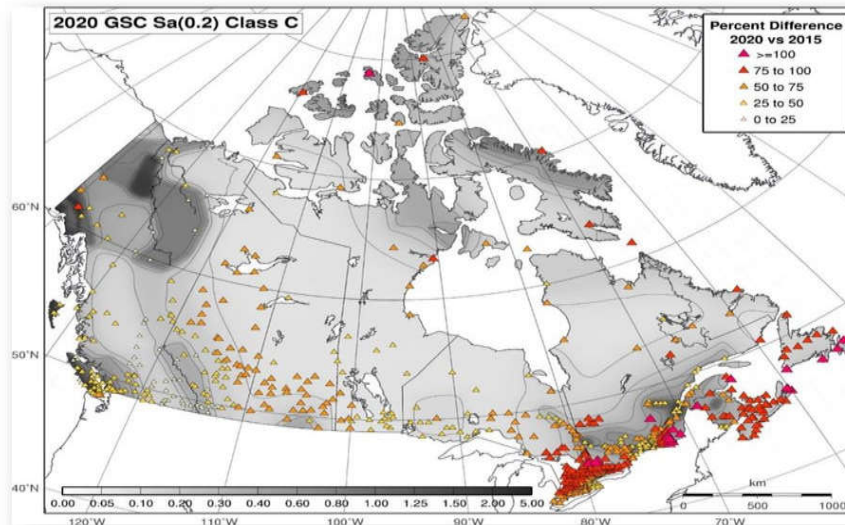 2020 GSC Sa(0.2) Class C
Percent Difference
2020 vs 2015
>=100
75 to 100
50 to 75
25 to 50
0 to 25
60°N
50°N
40°N
km
0 500 1000
0.00 0.05 0.10 0.20 0.30 0.40 0.60 0.80 1.00 1.25 1.50 2.00 5.00
120°W 110°W 100°W 90°W 80°W 70°W